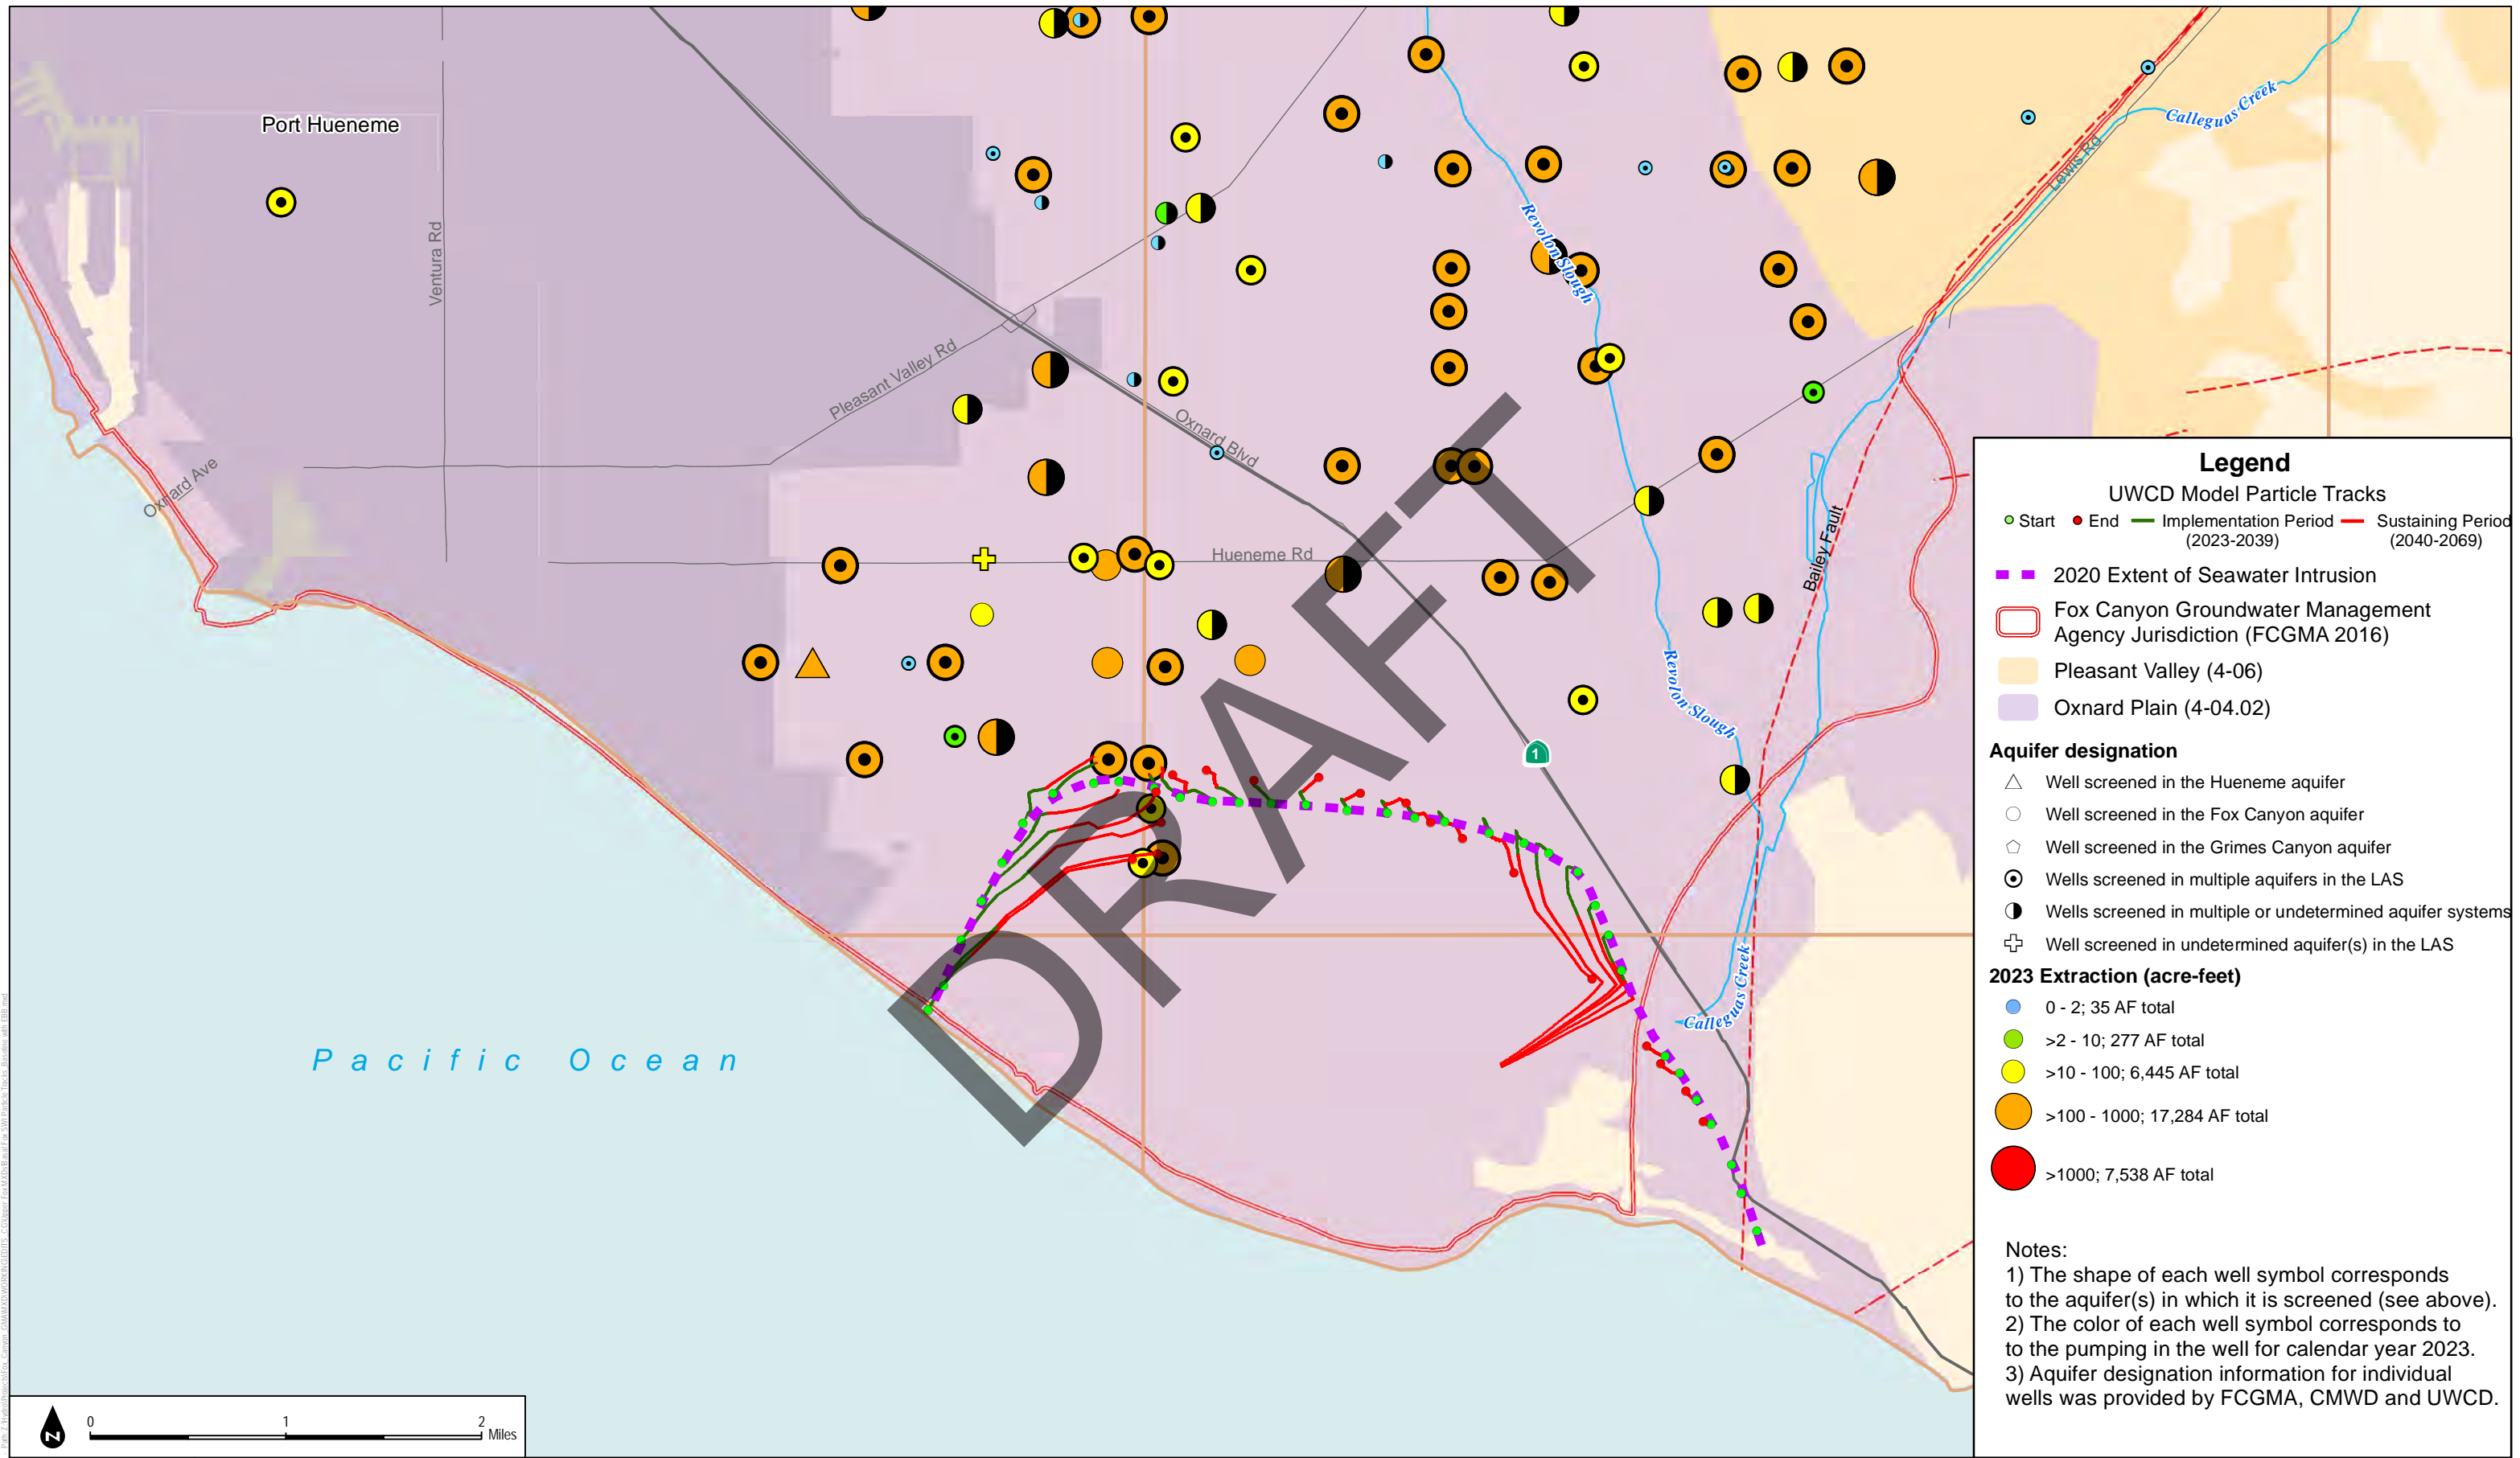 Port Hueneme
Ventura Rd
Pleasant Valley Rd
Oxnard Blvd
Oxnard Ave
Hueneme Rd
Revolon Slough
Revolon Slough
Calleguas Creek
Calleguas Creek
Lewis Rd
Bailey Fault
1
Pacific Ocean
DRAFT
0 1 2
Miles
N
Legend
UWCD Model Particle Tracks
Start End Implementation Period Sustaining Period
(2023-2039) (2040-2069)
2020 Extent of Seawater Intrusion
Fox Canyon Groundwater Management
Agency Jurisdiction (FCGMA 2016)
Pleasant Valley (4-06)
Oxnard Plain (4-04.02)
Aquifer designation
Well screened in the Hueneme aquifer
Well screened in the Fox Canyon aquifer
Well screened in the Grimes Canyon aquifer
Wells screened in multiple aquifers in the LAS
Wells screened in multiple or undetermined aquifer systems
Well screened in undetermined aquifer(s) in the LAS
2023 Extraction (acre-feet)
0 - 2; 35 AF total
>2 - 10; 277 AF total
>10 - 100; 6,445 AF total
>100 - 1000; 17,284 AF total
>1000; 7,538 AF total
Notes:
1) The shape of each well symbol corresponds
to the aquifer(s) in which it is screened (see above).
2) The color of each well symbol corresponds to
to the pumping in the well for calendar year 2023.
3) Aquifer designation information for individual
wells was provided by FCGMA, CMWD and UWCD.